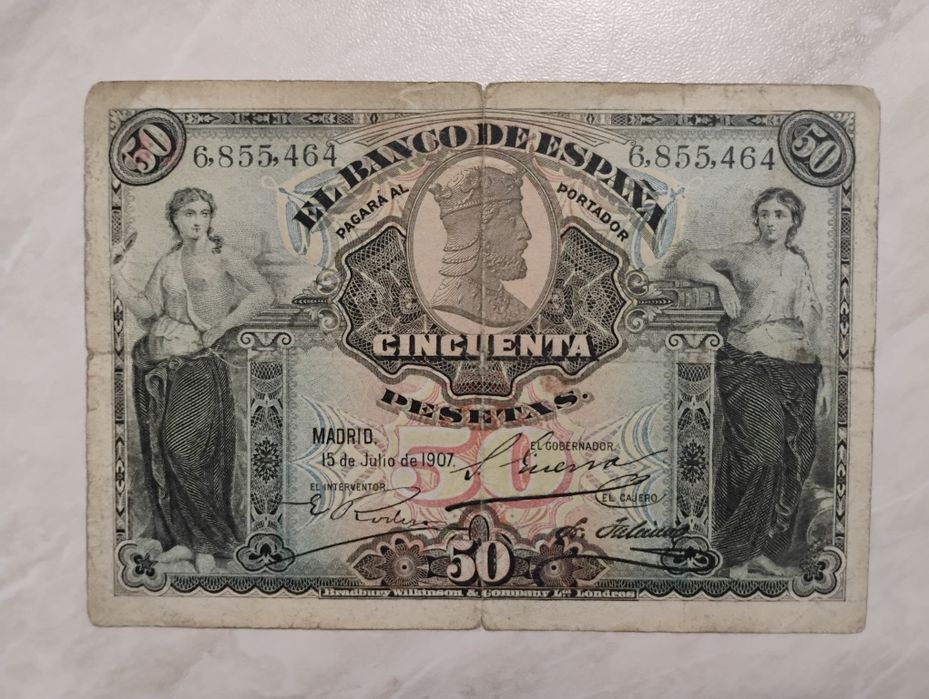 50 50
6,855,464 6,855,464
EL BANCO DE ESPAÑA
PAGARÁ AL PORTADOR
CINCUENTA
PESETAS.
50
MADRID.
15 de Julio de 1907.
EL GOBERNADOR.
EL INTERVENTOR
EL CAJERO
50
Bradbury Wilkinson & Company Ld. Londres